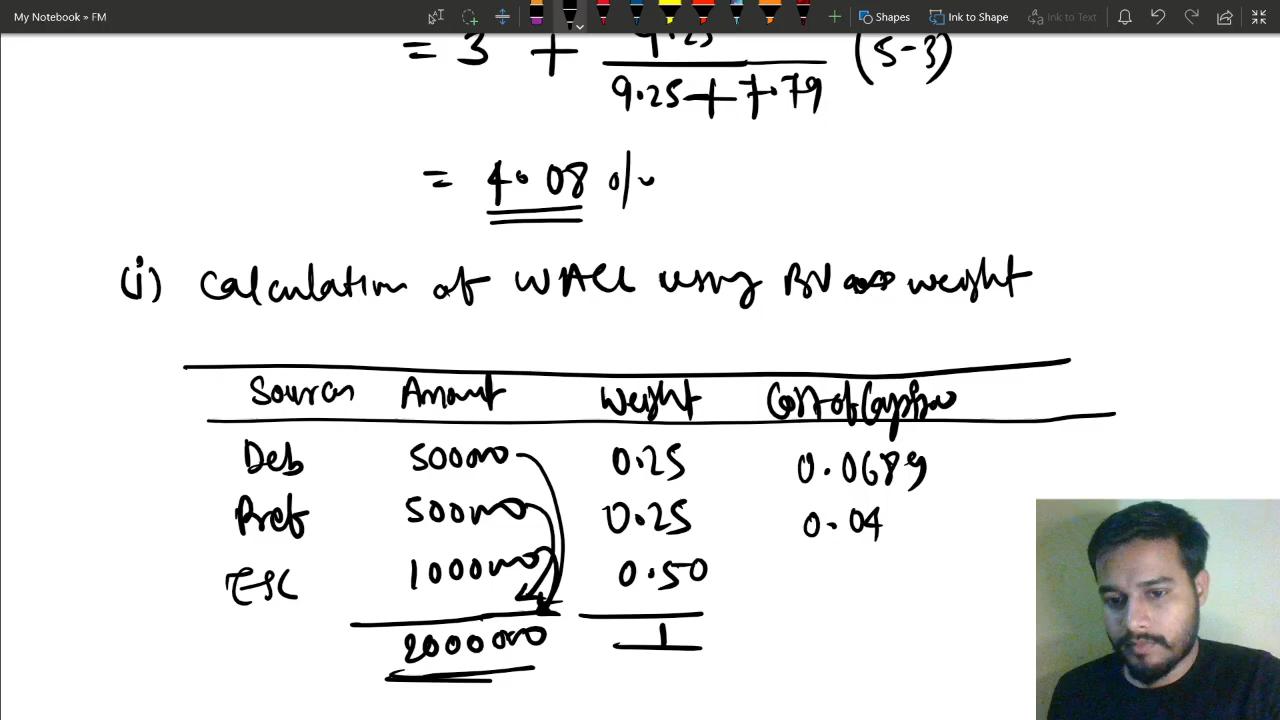 My Notebook » FM
Shapes
Ink to Shape
Ink to Text
= 3 + 9.25 / 9.25+7.79 (5-3)
= 4.08 %
(i) Calculation of WACC using BV weight
Sources Amount Weight Cost of Capital
Deb 500000 0.25 0.0689
Pref 500000 0.25 0.04
ESC 1000000 0.50
2000000 1